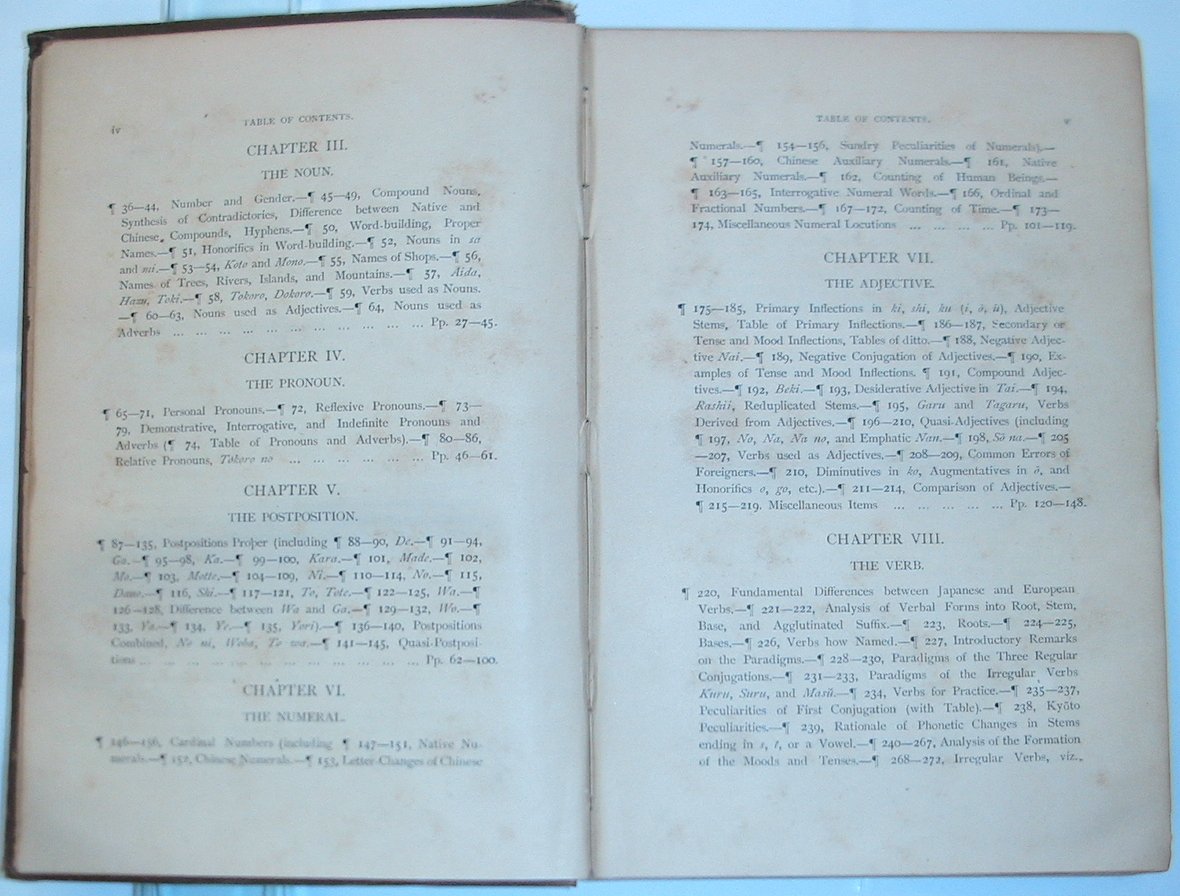 iv
TABLE OF CONTENTS.
CHAPTER III.
THE NOUN.
¶ 36—44, Number and Gender.—¶ 45—49, Compound Nouns,
Synthesis of Contradictories, Difference between Native and
Chinese Compounds, Hyphens.—¶ 50, Word-building, Proper
Names.—¶ 51, Honorifics in Word-building.—¶ 52, Nouns in sa
and mi.—¶ 53—54, Koto and Mono.—¶ 55, Names of Shops.—¶ 56,
Names of Trees, Rivers, Islands, and Mountains.—¶ 57, Aida,
Hazu, Toki.—¶ 58, Tokoro, Dokoro.—¶ 59, Verbs used as Nouns.
—¶ 60—63, Nouns used as Adjectives.—¶ 64, Nouns used as
Adverbs ... ... ... ... ... ... ... ... ... ... ... ... Pp. 27—45.
CHAPTER IV.
THE PRONOUN.
¶ 65—71, Personal Pronouns.—¶ 72, Reflexive Pronouns.—¶ 73—
79, Demonstrative, Interrogative, and Indefinite Pronouns and
Adverbs (¶ 74, Table of Pronouns and Adverbs).—¶ 80—86,
Relative Pronouns, Tokoro no ... ... ... ... ... ... ... Pp. 46—61.
CHAPTER V.
THE POSTPOSITION.
¶ 87—135, Postpositions Proper (including ¶ 88—90, De.—¶ 91—94,
Ga.—¶ 95—98, Ka.—¶ 99—100, Kara.—¶ 101, Made.—¶ 102,
Mo.—¶ 103, Motte.—¶ 104—109, Ni.—¶ 110—114, No.—¶ 115,
Dano.—¶ 116, Shi.—¶ 117—121, To, Tote.—¶ 122—125, Wa.—¶
126—128, Difference between Wa and Ga.—¶ 129—132, Wo.—¶
133, Ya.—¶ 134, Ye.—¶ 135, Yori).—¶ 136—140, Postpositions
Combined, No ni, Woba, To wa.—¶ 141—145, Quasi-Postposi-
tions ... ... ... ... ... ... ... ... ... ... ... ... Pp. 62—100.
CHAPTER VI.
THE NUMERAL.
¶ 146—156, Cardinal Numbers (including ¶ 147—151, Native Nu-
merals.—¶ 152, Chinese Numerals.—¶ 153, Letter-Changes of Chinese
TABLE OF CONTENTS.
v
Numerals.—¶ 154—156, Sundry Peculiarities of Numerals).—
¶ 157—160, Chinese Auxiliary Numerals.—¶ 161, Native
Auxiliary Numerals.—¶ 162, Counting of Human Beings.—
¶ 163—165, Interrogative Numeral Words.—¶ 166, Ordinal and
Fractional Numbers.—¶ 167—172, Counting of Time.—¶ 173—
174, Miscellaneous Numeral Locutions ... ... ... ... Pp. 101—119.
CHAPTER VII.
THE ADJECTIVE.
¶ 175—185, Primary Inflections in ki, shi, ku (i, ō, ū), Adjective
Stems, Table of Primary Inflections.—¶ 186—187, Secondary or
Tense and Mood Inflections, Tables of ditto.—¶ 188, Negative Adjec-
tive Nai.—¶ 189, Negative Conjugation of Adjectives.—¶ 190, Ex-
amples of Tense and Mood Inflections. ¶ 191, Compound Adjec-
tives.—¶ 192, Beki.—¶ 193, Desiderative Adjective in Tai.—¶ 194,
Rashii, Reduplicated Stems.—¶ 195, Garu and Tagaru, Verbs
Derived from Adjectives.—¶ 196—210, Quasi-Adjectives (including
¶ 197, No, Na, Na no, and Emphatic Nan.—¶ 198, Sō na.—¶ 205
—207, Verbs used as Adjectives.—¶ 208—209, Common Errors of
Foreigners.—¶ 210, Diminutives in ko, Augmentatives in ō, and
Honorifics o, go, etc.).—¶ 211—214, Comparison of Adjectives.—
¶ 215—219. Miscellaneous Items ... ... ... ... ... Pp. 120—148.
CHAPTER VIII.
THE VERB.
¶ 220, Fundamental Differences between Japanese and European
Verbs.—¶ 221—222, Analysis of Verbal Forms into Root, Stem,
Base, and Agglutinated Suffix.—¶ 223, Roots.—¶ 224—225,
Bases.—¶ 226, Verbs how Named.—¶ 227, Introductory Remarks
on the Paradigms.—¶ 228—230, Paradigms of the Three Regular
Conjugations.—¶ 231—233, Paradigms of the Irregular Verbs
Kuru, Suru, and Masŭ.—¶ 234, Verbs for Practice.—¶ 235—237,
Peculiarities of First Conjugation (with Table).—¶ 238, Kyōto
Peculiarities.—¶ 239, Rationale of Phonetic Changes in Stems
ending in s, t, or a Vowel.—¶ 240—267, Analysis of the Formation
of the Moods and Tenses.—¶ 268—272, Irregular Verbs, viz.,